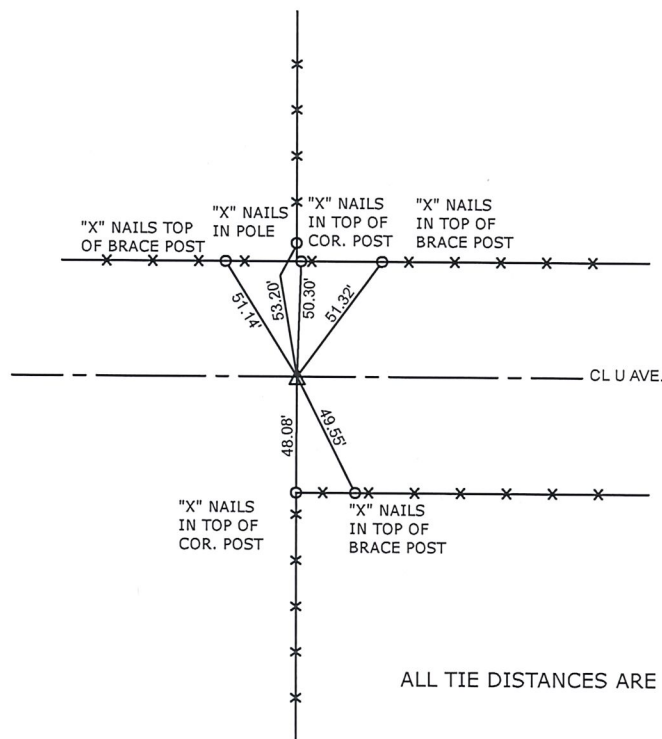 "X" NAILS TOP
OF BRACE POST
"X" NAILS
IN POLE
"X" NAILS
IN TOP OF
COR. POST
"X" NAILS
IN TOP OF
BRACE POST
51.14'
53.20'
50.30'
51.32'
CL U AVE.
48.08'
49.55'
"X" NAILS
IN TOP OF
COR. POST
"X" NAILS
IN TOP OF
BRACE POST
ALL TIE DISTANCES ARE